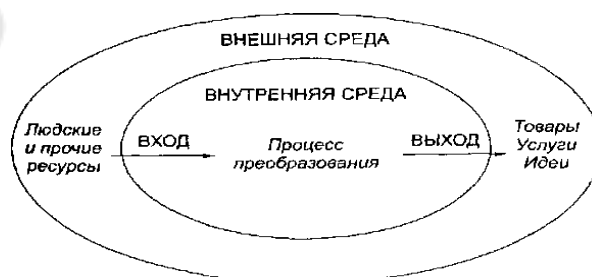 ВНЕШНЯЯ СРЕДА
ВНУТРЕННЯЯ СРЕДА
Людские
и прочие
ресурсы
ВХОД
Процесс
преобразования
ВЫХОД
Товары
Услуги
Идеи